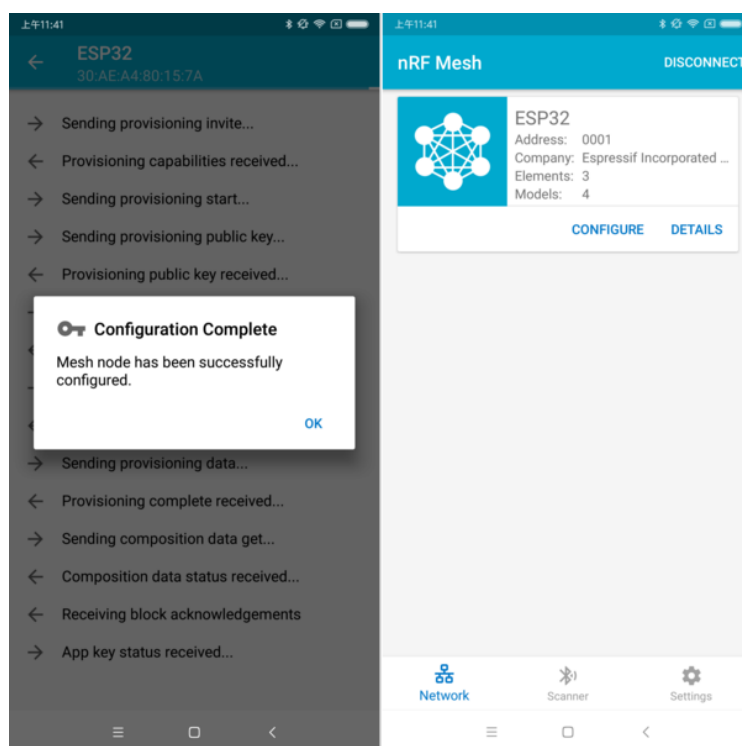 上午11:41
ESP32
30:AE:A4:80:15:7A
Sending provisioning invite...
Provisioning capabilities received...
Sending provisioning start...
Sending provisioning public key...
Provisioning public key received...
Configuration Complete
Mesh node has been successfully
configured.
OK
Sending provisioning data...
Provisioning complete received...
Sending composition data get...
Composition data status received...
Receiving block acknowledgements
App key status received...
上午11:41
nRF Mesh
DISCONNECT
ESP32
Address: 0001
Company: Espressif Incorporated ...
Elements: 3
Models: 4
CONFIGURE DETAILS
Network Scanner Settings